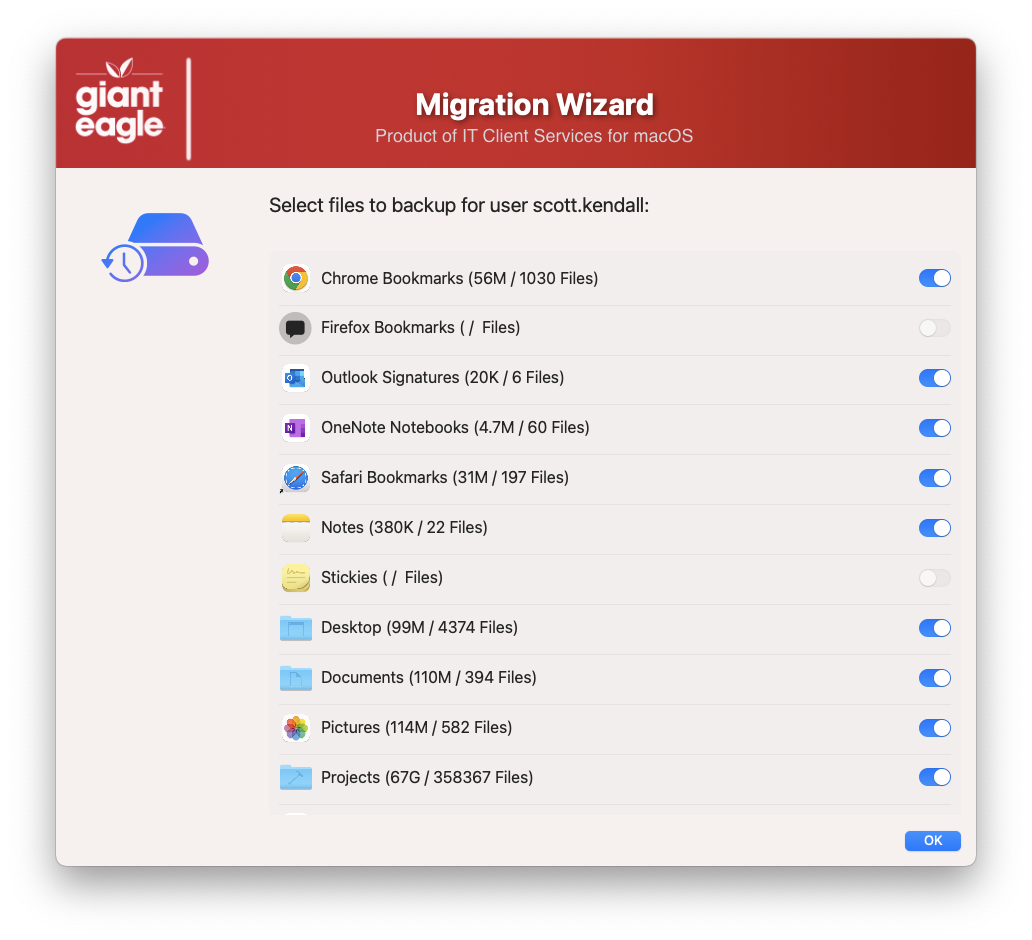 giant
eagle
Migration Wizard
Product of IT Client Services for macOS
Select files to backup for user scott.kendall:
Chrome Bookmarks (56M / 1030 Files)
Firefox Bookmarks ( /  Files)
Outlook Signatures (20K / 6 Files)
OneNote Notebooks (4.7M / 60 Files)
Safari Bookmarks (31M / 197 Files)
Notes (380K / 22 Files)
Stickies ( /  Files)
Desktop (99M / 4374 Files)
Documents (110M / 394 Files)
Pictures (114M / 582 Files)
Projects (67G / 358367 Files)
OK